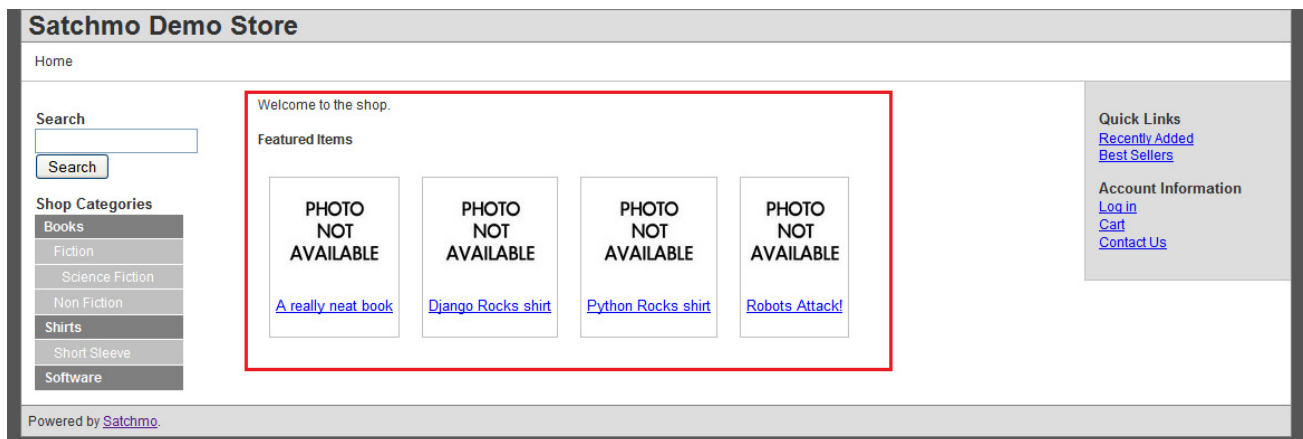 Satchmo Demo Store
Home
Search
Search
Shop Categories
Books
Fiction
Science Fiction
Non Fiction
Shirts
Short Sleeve
Software
Welcome to the shop.
Featured Items
PHOTO
NOT
AVAILABLE
A really neat book
PHOTO
NOT
AVAILABLE
Django Rocks shirt
PHOTO
NOT
AVAILABLE
Python Rocks shirt
PHOTO
NOT
AVAILABLE
Robots Attack!
Quick Links
Recently Added
Best Sellers
Account Information
Log in
Cart
Contact Us
Powered by Satchmo.